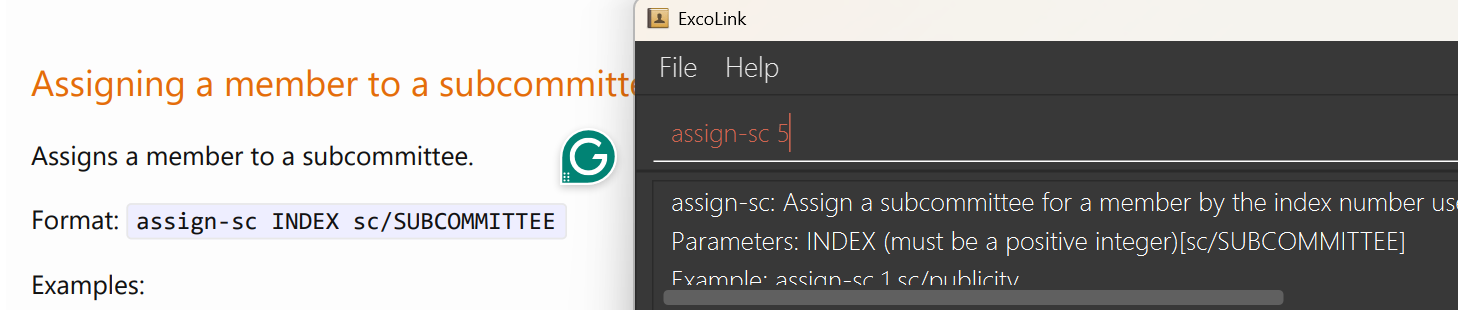 Assigning a member to a subcommitte
Assigns a member to a subcommittee.
Format: assign-sc INDEX sc/SUBCOMMITTEE
Examples:
ExcoLink
File Help
assign-sc 5
assign-sc: Assign a subcommittee for a member by the index number use
Parameters: INDEX (must be a positive integer)[sc/SUBCOMMITTEE]
Example: assign-sc 1 sc/publicity